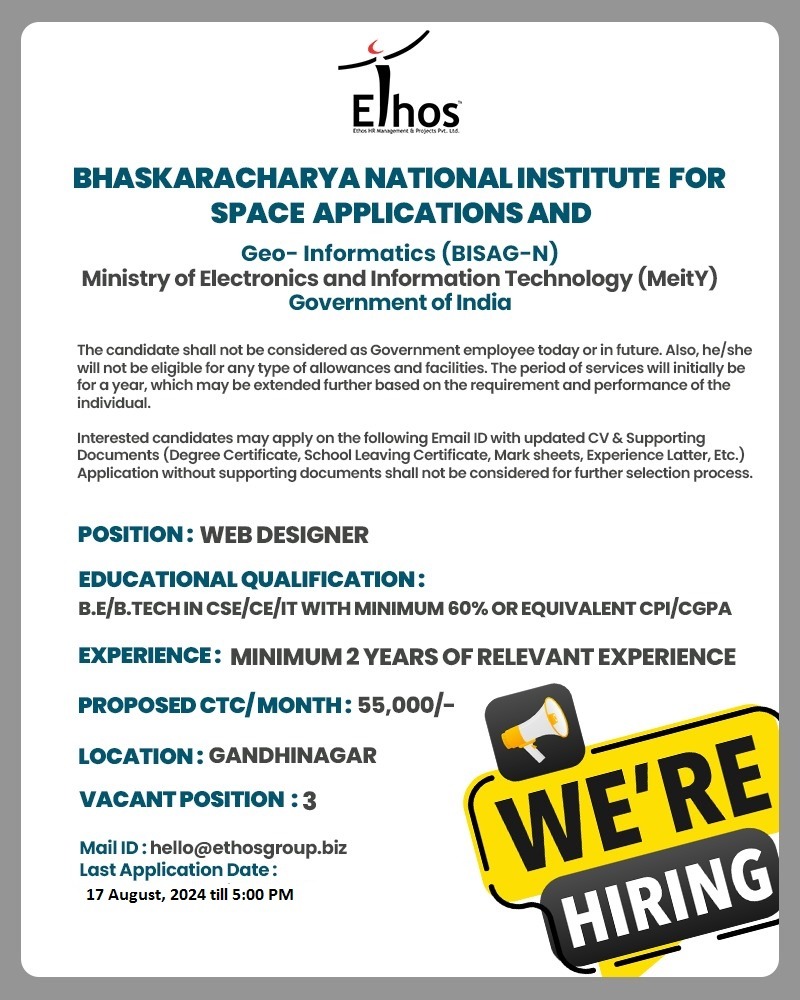 Ethos™
Ethos HR Management & Projects Pvt. Ltd.
BHASKARACHARYA NATIONAL INSTITUTE FOR
SPACE APPLICATIONS AND
Geo- Informatics (BISAG-N)
Ministry of Electronics and Information Technology (MeitY)
Government of India
The candidate shall not be considered as Government employee today or in future. Also, he/she
will not be eligible for any type of allowances and facilities. The period of services will initially be
for a year, which may be extended further based on the requirement and performance of the
individual.
Interested candidates may apply on the following Email ID with updated CV & Supporting
Documents (Degree Certificate, School Leaving Certificate, Mark sheets, Experience Latter, Etc.)
Application without supporting documents shall not be considered for further selection process.
POSITION : WEB DESIGNER
EDUCATIONAL QUALIFICATION :
B.E/B.TECH IN CSE/CE/IT WITH MINIMUM 60% OR EQUIVALENT CPI/CGPA
EXPERIENCE : MINIMUM 2 YEARS OF RELEVANT EXPERIENCE
PROPOSED CTC/ MONTH : 55,000/-
LOCATION : GANDHINAGAR
VACANT POSITION : 3
Mail ID : hello@ethosgroup.biz
Last Application Date :
17 August, 2024 till 5:00 PM
WE'RE
HIRING